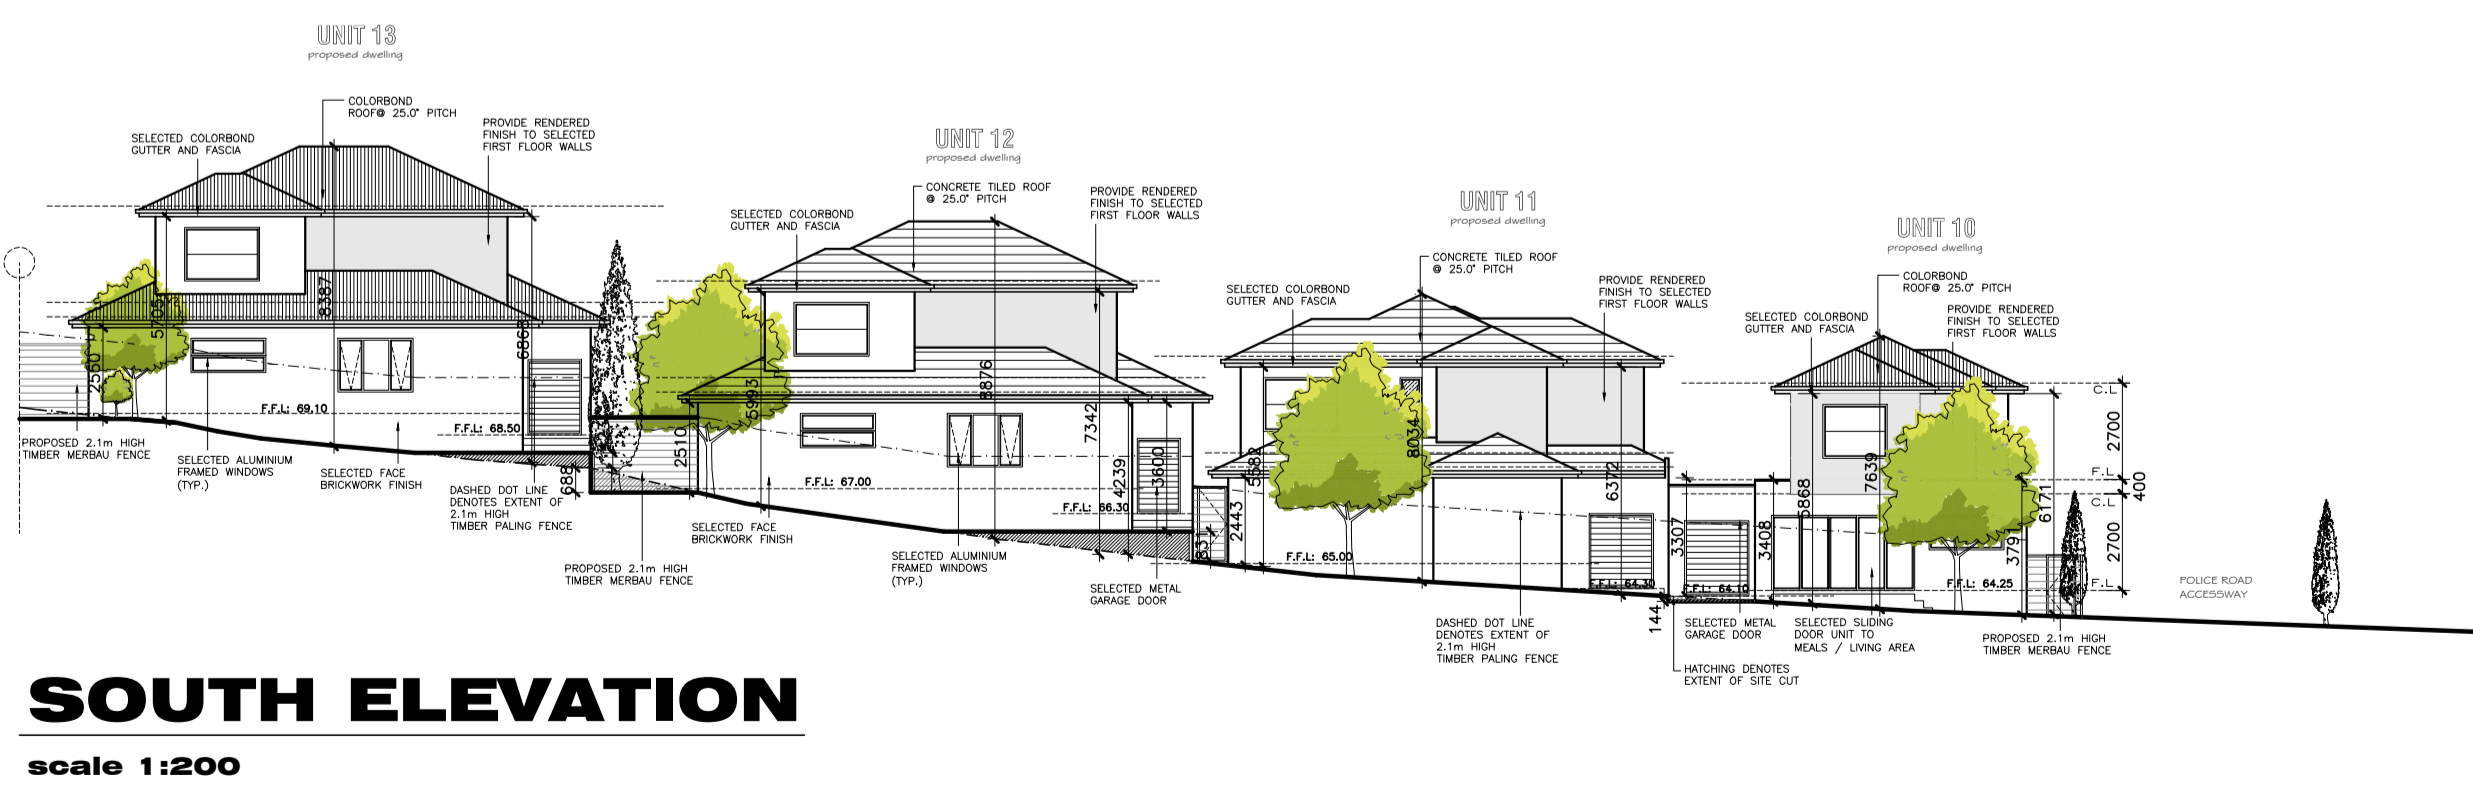 UNIT 13
proposed dwelling
COLORBOND
ROOF@ 25.0° PITCH
SELECTED COLORBOND
GUTTER AND FASCIA
PROVIDE RENDERED
FINISH TO SELECTED
FIRST FLOOR WALLS
8387
5705
6868
2560
F.F.L: 69.10
F.F.L: 68.50
688
PROPOSED 2.1m HIGH
TIMBER MERBAU FENCE
SELECTED ALUMINIUM
FRAMED WINDOWS
(TYP.)
SELECTED FACE
BRICKWORK FINISH
DASHED DOT LINE
DENOTES EXTENT OF
2.1m HIGH
TIMBER PALING FENCE
PROPOSED 2.1m HIGH
TIMBER MERBAU FENCE
UNIT 12
proposed dwelling
CONCRETE TILED ROOF
@ 25.0° PITCH
SELECTED COLORBOND
GUTTER AND FASCIA
PROVIDE RENDERED
FINISH TO SELECTED
FIRST FLOOR WALLS
2510
5993
8876
7342
4239
3600
F.F.L: 67.00
F.F.L: 66.30
SELECTED FACE
BRICKWORK FINISH
SELECTED ALUMINIUM
FRAMED WINDOWS
(TYP.)
SELECTED METAL
GARAGE DOOR
UNIT 11
proposed dwelling
CONCRETE TILED ROOF
@ 25.0° PITCH
SELECTED COLORBOND
GUTTER AND FASCIA
PROVIDE RENDERED
FINISH TO SELECTED
FIRST FLOOR WALLS
2443
5582
8034
6372
F.F.L: 65.00
F.F.L: 64.30
144
DASHED DOT LINE
DENOTES EXTENT OF
2.1m HIGH
TIMBER PALING FENCE
UNIT 10
proposed dwelling
COLORBOND
ROOF@ 25.0° PITCH
SELECTED COLORBOND
GUTTER AND FASCIA
PROVIDE RENDERED
FINISH TO SELECTED
FIRST FLOOR WALLS
3307
3408
5868
7639
6171
C.L
2700
F.L
400
C.L
2700
F.L
F.F.L: 64.10
F.F.L: 64.25
SELECTED METAL
GARAGE DOOR
SELECTED SLIDING
DOOR UNIT TO
MEALS / LIVING AREA
HATCHING DENOTES
EXTENT OF SITE CUT
PROPOSED 2.1m HIGH
TIMBER MERBAU FENCE
POLICE ROAD
ACCESSWAY
SOUTH ELEVATION
scale 1:200